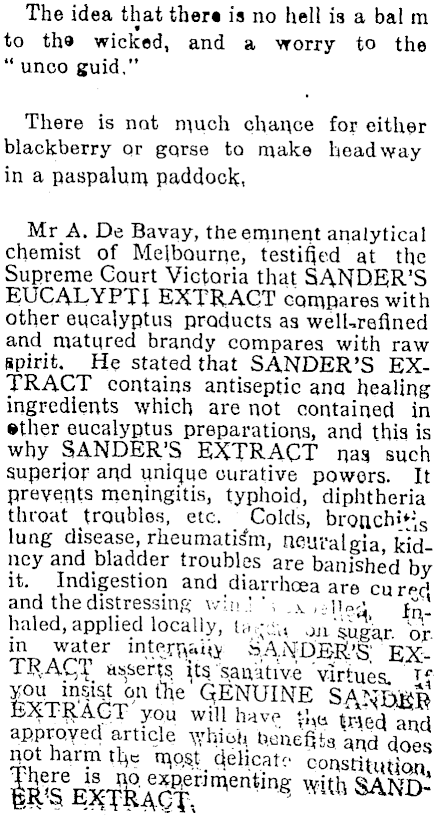 The idea that there is no hell is a balm
to the wicked, and a worry to the
"unco guid."
There is not much chance for either
blackberry or gorse to make headway
in a paspalum paddock.
Mr A. De Bavay, the eminent analytical
chemist of Melbourne, testified at the
Supreme Court Victoria that SANDER'S
EUCALYPTI EXTRACT compares with
other eucalyptus products as well-refined
and matured brandy compares with raw
spirit. He stated that SANDER'S EX-
TRACT contains antiseptic and healing
ingredients which are not contained in
other eucalyptus preparations, and this is
why SANDER'S EXTRACT has such
superior and unique curative powers. It
prevents meningitis, typhoid, diphtheria
throat troubles, etc. Colds, bronchitis
lung disease, rheumatism, neuralgia, kid-
ney and bladder troubles are banished by
it. Indigestion and diarrhœa are cured
and the distressing wind is expelled. In-
haled, applied locally, taken on sugar or
in water internally SANDER'S EX-
TRACT asserts its sanative virtues. If
you insist on the GENUINE SANDER
EXTRACT you will have the tried and
approved article which benefits and does
not harm the most delicate constitution.
There is no experimenting with SAND-
ER'S EXTRACT.